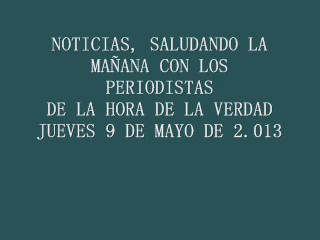 NOTICIAS, SALUDANDO LA
MAÑANA CON LOS
PERIODISTAS
DE LA HORA DE LA VERDAD
JUEVES 9 DE MAYO DE 2.013